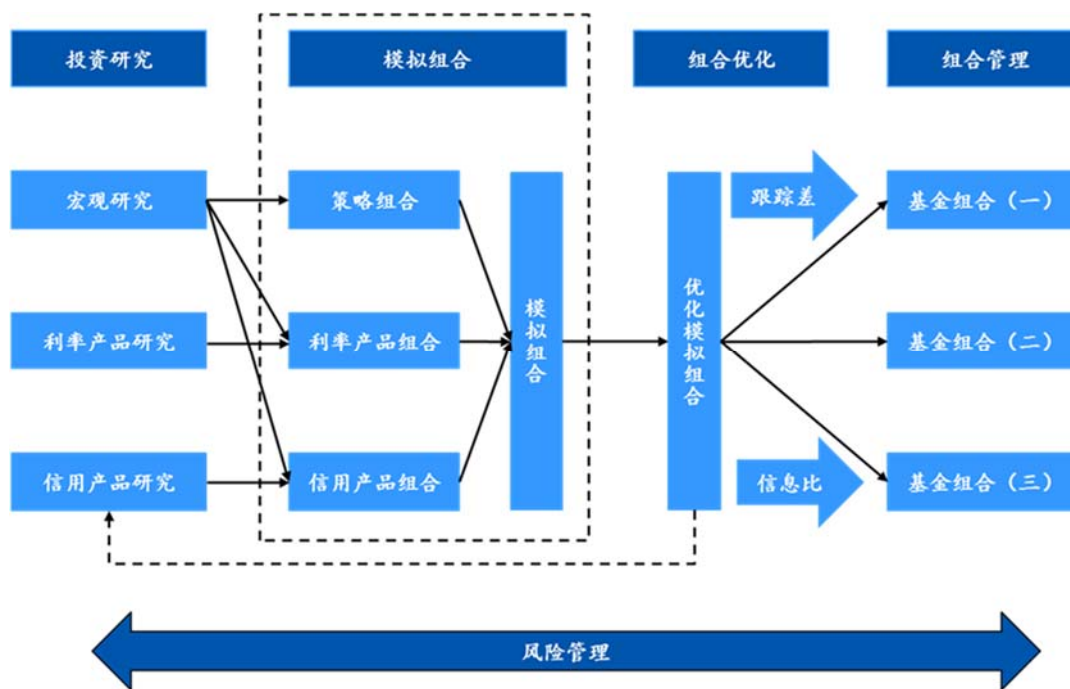 投资研究
模拟组合
组合优化
组合管理
宏观研究
策略组合
跟踪差
基金组合（一）
利率产品研究
利率产品组合
模拟组合
优化模拟组合
基金组合（二）
信用产品研究
信用产品组合
信息比
基金组合（三）
风险管理